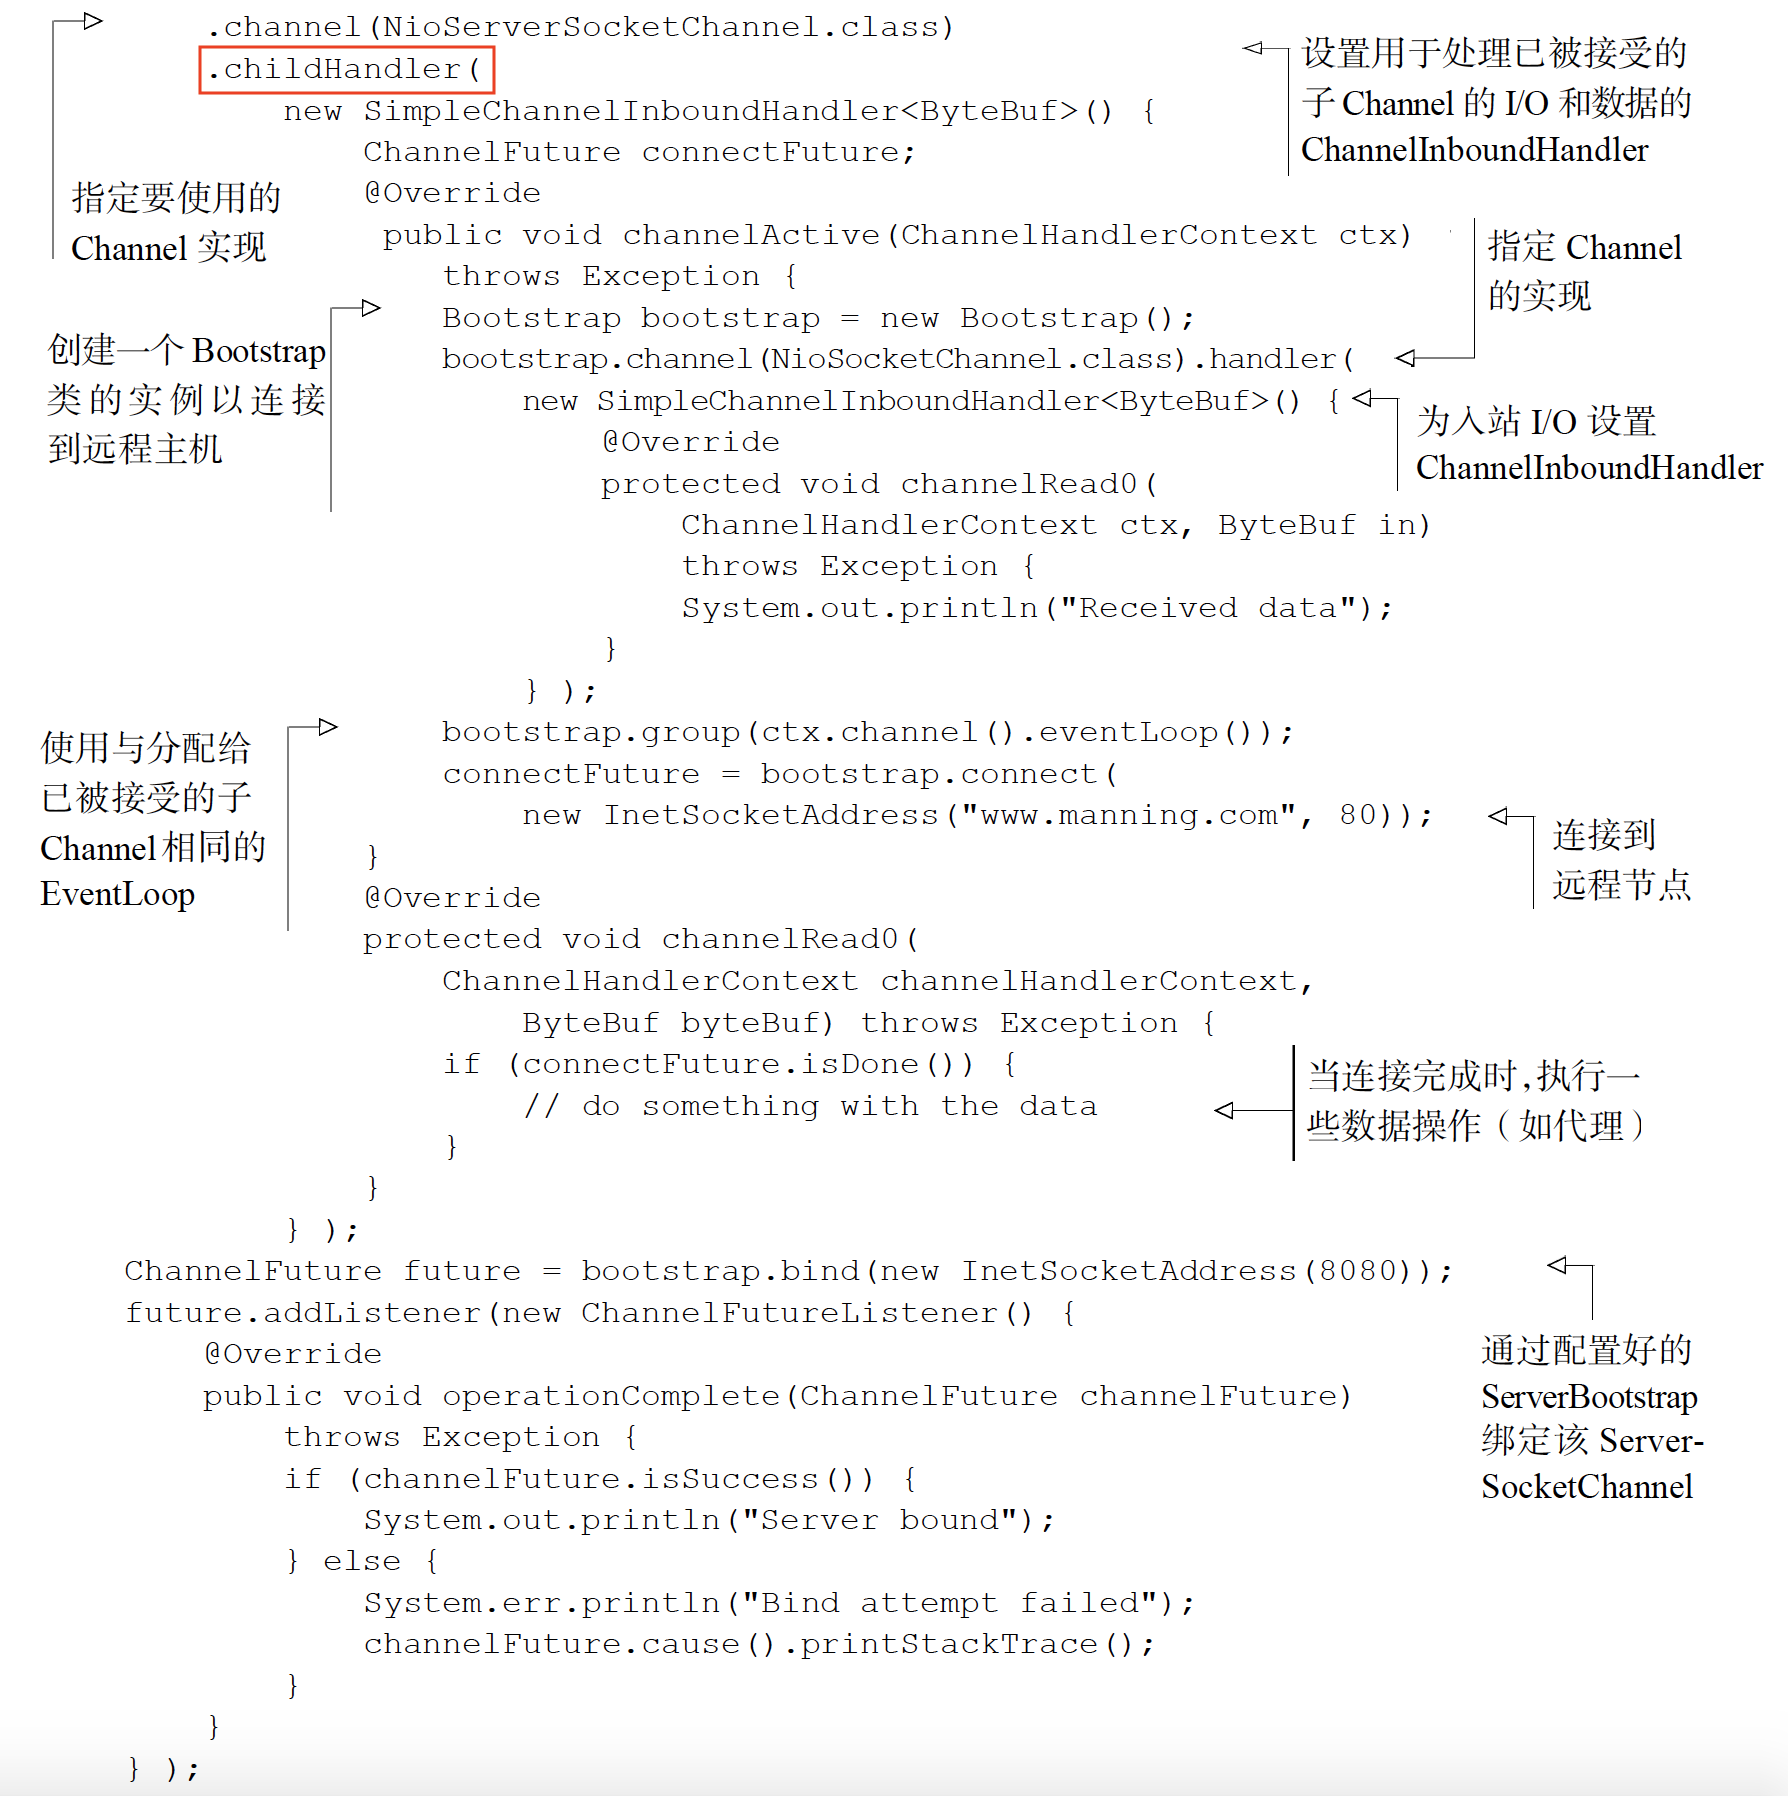 .channel(NioServerSocketChannel.class)
.childHandler(
new SimpleChannelInboundHandler<ByteBuf>() {
ChannelFuture connectFuture;
@Override
public void channelActive(ChannelHandlerContext ctx)
throws Exception {
Bootstrap bootstrap = new Bootstrap();
bootstrap.channel(NioSocketChannel.class).handler(
new SimpleChannelInboundHandler<ByteBuf>() {
@Override
protected void channelRead0(
ChannelHandlerContext ctx, ByteBuf in)
throws Exception {
System.out.println("Received data");
}
} );
bootstrap.group(ctx.channel().eventLoop());
connectFuture = bootstrap.connect(
new InetSocketAddress("www.manning.com", 80));
}
@Override
protected void channelRead0(
ChannelHandlerContext channelHandlerContext,
ByteBuf byteBuf) throws Exception {
if (connectFuture.isDone()) {
// do something with the data
}
}
} );
ChannelFuture future = bootstrap.bind(new InetSocketAddress(8080));
future.addListener(new ChannelFutureListener() {
@Override
public void operationComplete(ChannelFuture channelFuture)
throws Exception {
if (channelFuture.isSuccess()) {
System.out.println("Server bound");
} else {
System.err.println("Bind attempt failed");
channelFuture.cause().printStackTrace();
}
}
} );
指定要使用的
Channel 实现
创建一个 Bootstrap
类的实例以连接
到远程主机
使用与分配给
已被接受的子
Channel 相同的
EventLoop
设置用于处理已被接受的
子 Channel 的 I/O 和数据的
ChannelInboundHandler
指定 Channel
的实现
为入站 I/O 设置
ChannelInboundHandler
连接到
远程节点
当连接完成时,执行一
些数据操作（如代理）
通过配置好的
ServerBootstrap
绑定该 Server-
SocketChannel